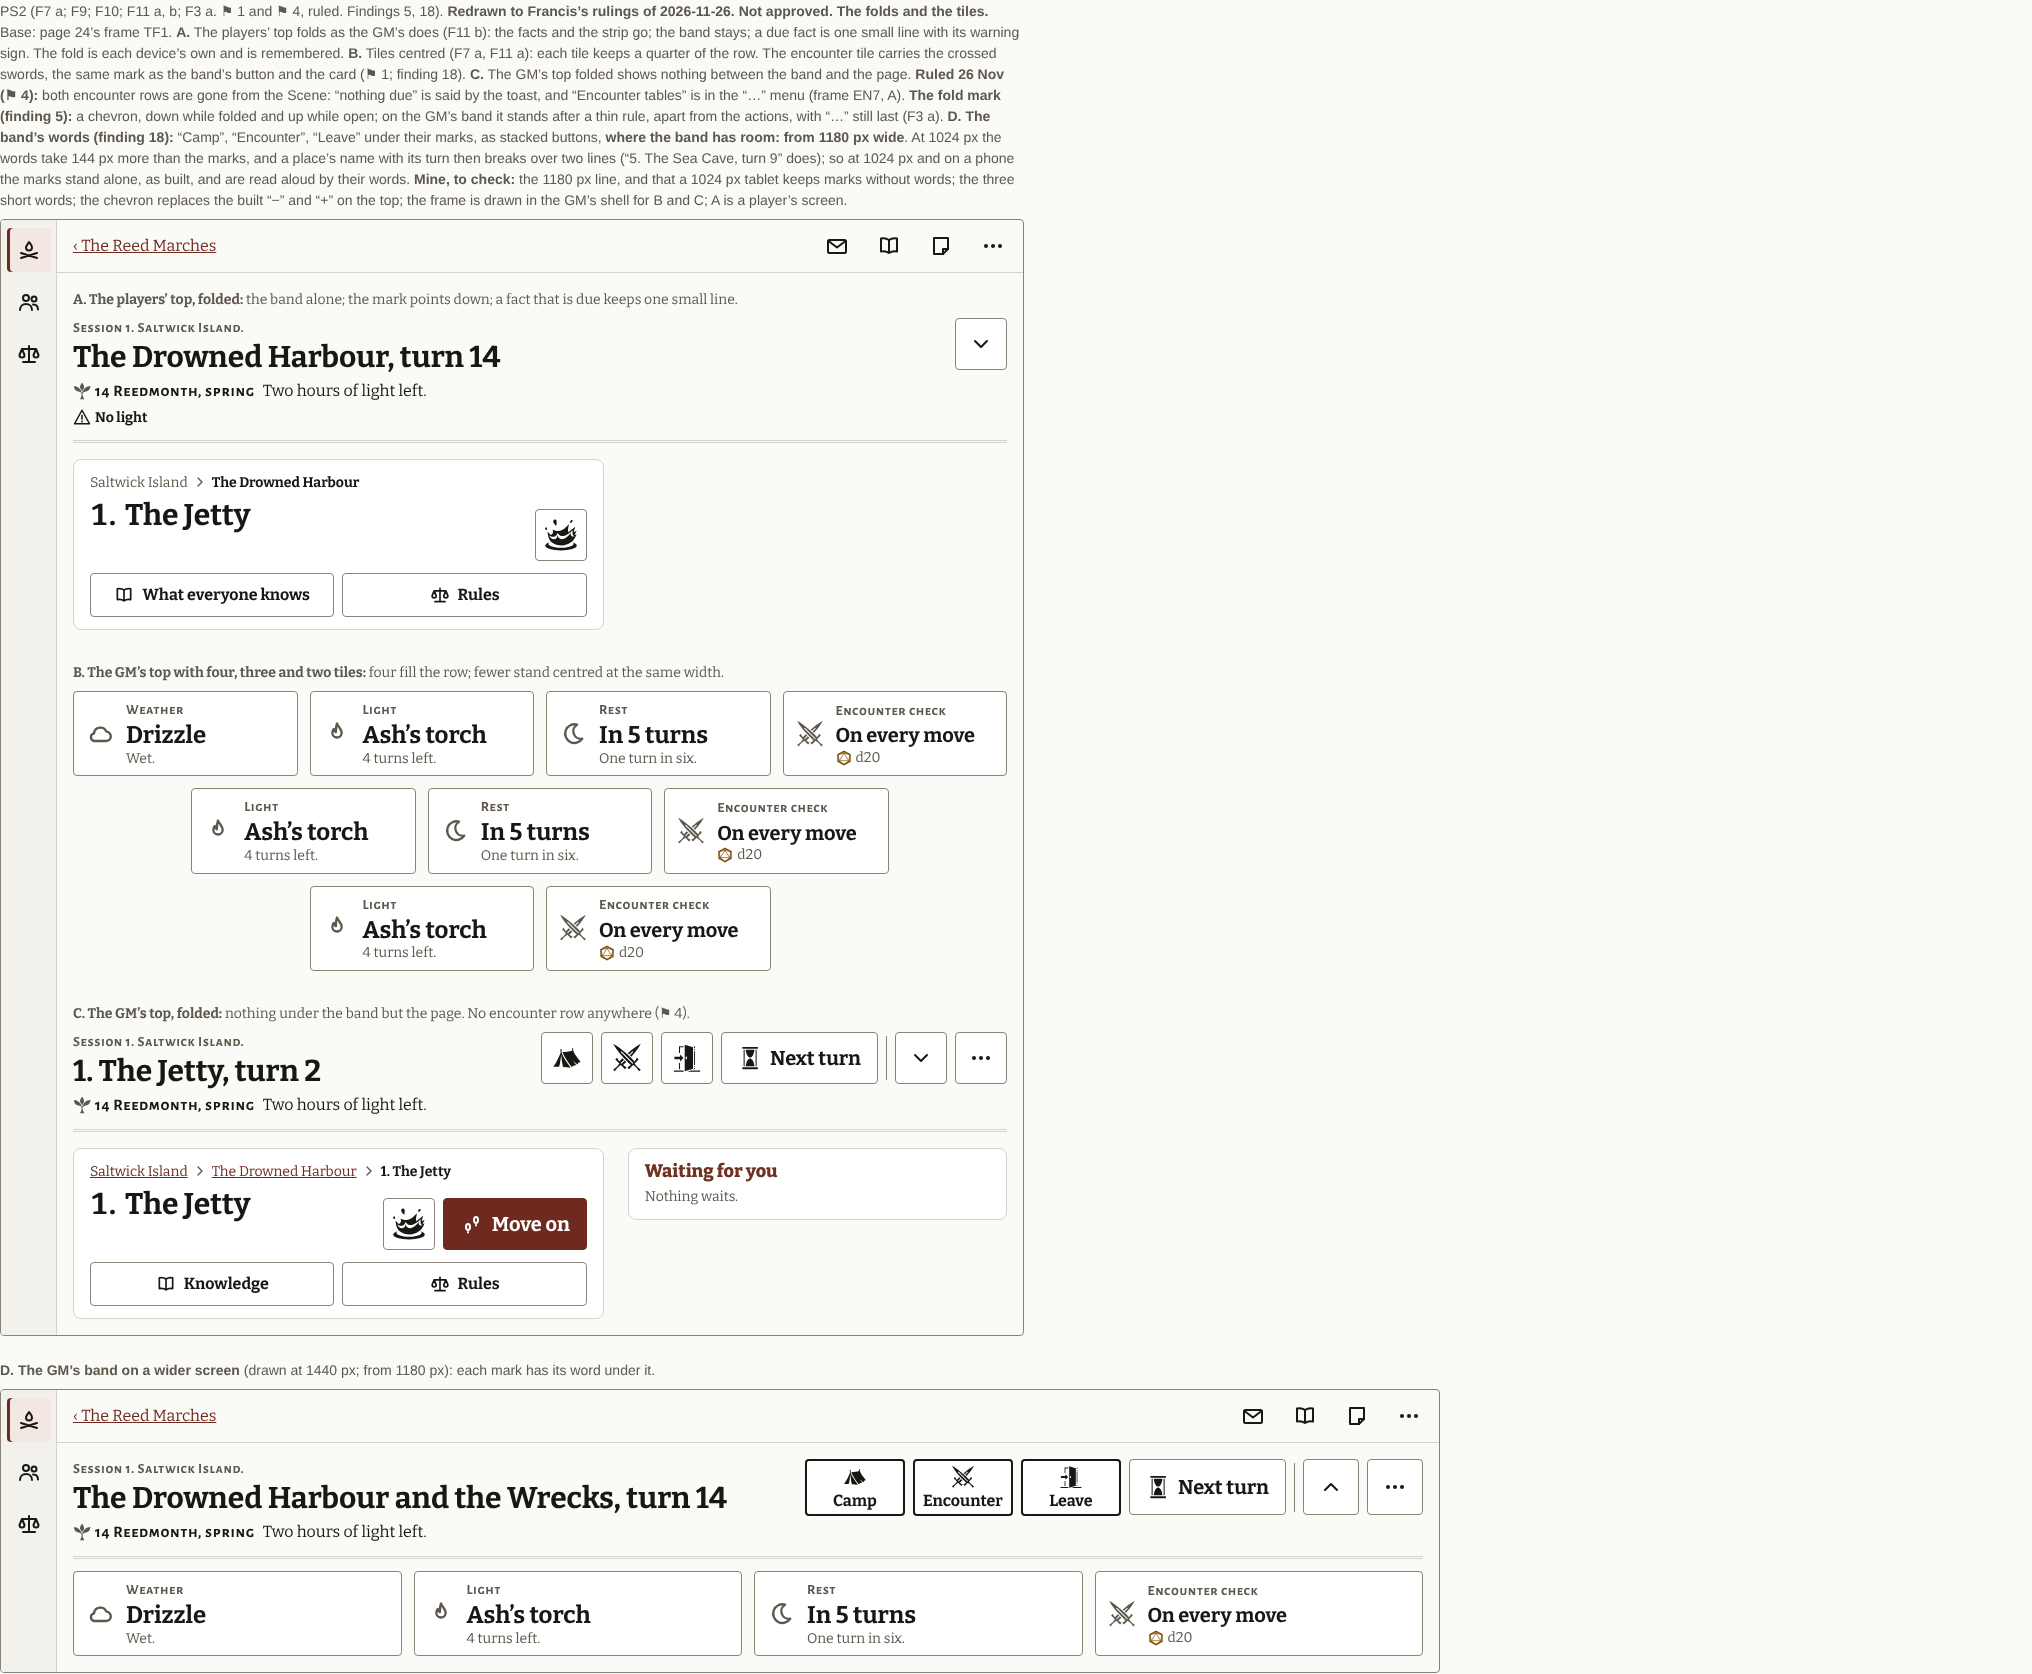 PS2 (F7 a; F9; F10; F11 a, b; F3 a. ⚑ 1 and ⚑ 4, ruled. Findings 5, 18). Redrawn to Francis’s rulings of 2026-11-26. Not approved. The folds and the tiles.
Base: page 24’s frame TF1. A. The players’ top folds as the GM’s does (F11 b): the facts and the strip go; the band stays; a due fact is one small line with its warning
sign. The fold is each device’s own and is remembered. B. Tiles centred (F7 a, F11 a): each tile keeps a quarter of the row. The encounter tile carries the crossed
swords, the same mark as the band’s button and the card (⚑ 1; finding 18). C. The GM’s top folded shows nothing between the band and the page. Ruled 26 Nov
(⚑ 4): both encounter rows are gone from the Scene: “nothing due” is said by the toast, and “Encounter tables” is in the “…” menu (frame EN7, A). The fold mark
(finding 5): a chevron, down while folded and up while open; on the GM’s band it stands after a thin rule, apart from the actions, with “…” still last (F3 a). D. The
band’s words (finding 18): “Camp”, “Encounter”, “Leave” under their marks, as stacked buttons, where the band has room: from 1180 px wide. At 1024 px the
words take 144 px more than the marks, and a place’s name with its turn then breaks over two lines (“5. The Sea Cave, turn 9” does); so at 1024 px and on a phone
the marks stand alone, as built, and are read aloud by their words. Mine, to check: the 1180 px line, and that a 1024 px tablet keeps marks without words; the three
short words; the chevron replaces the built “−” and “+” on the top; the frame is drawn in the GM’s shell for B and C; A is a player’s screen.
‹ The Reed Marches
A. The players’ top, folded: the band alone; the mark points down; a fact that is due keeps one small line.
Session 1. Saltwick Island.
The Drowned Harbour, turn 14
14 Reedmonth, spring Two hours of light left.
No light
Saltwick Island > The Drowned Harbour
1. The Jetty
What everyone knows
Rules
B. The GM’s top with four, three and two tiles: four fill the row; fewer stand centred at the same width.
Weather
Drizzle
Wet.
Light
Ash’s torch
4 turns left.
Rest
In 5 turns
One turn in six.
Encounter check
On every move
d20
Light
Ash’s torch
4 turns left.
Rest
In 5 turns
One turn in six.
Encounter check
On every move
d20
Light
Ash’s torch
4 turns left.
Encounter check
On every move
d20
C. The GM’s top, folded: nothing under the band but the page. No encounter row anywhere (⚑ 4).
Session 1. Saltwick Island.
1. The Jetty, turn 2
Next turn
14 Reedmonth, spring Two hours of light left.
Saltwick Island > The Drowned Harbour > 1. The Jetty
1. The Jetty
Move on
Knowledge
Rules
Waiting for you
Nothing waits.
D. The GM’s band on a wider screen (drawn at 1440 px; from 1180 px): each mark has its word under it.
‹ The Reed Marches
Session 1. Saltwick Island.
The Drowned Harbour and the Wrecks, turn 14
Camp
Encounter
Leave
Next turn
14 Reedmonth, spring Two hours of light left.
Weather
Drizzle
Wet.
Light
Ash’s torch
4 turns left.
Rest
In 5 turns
One turn in six.
Encounter check
On every move
d20